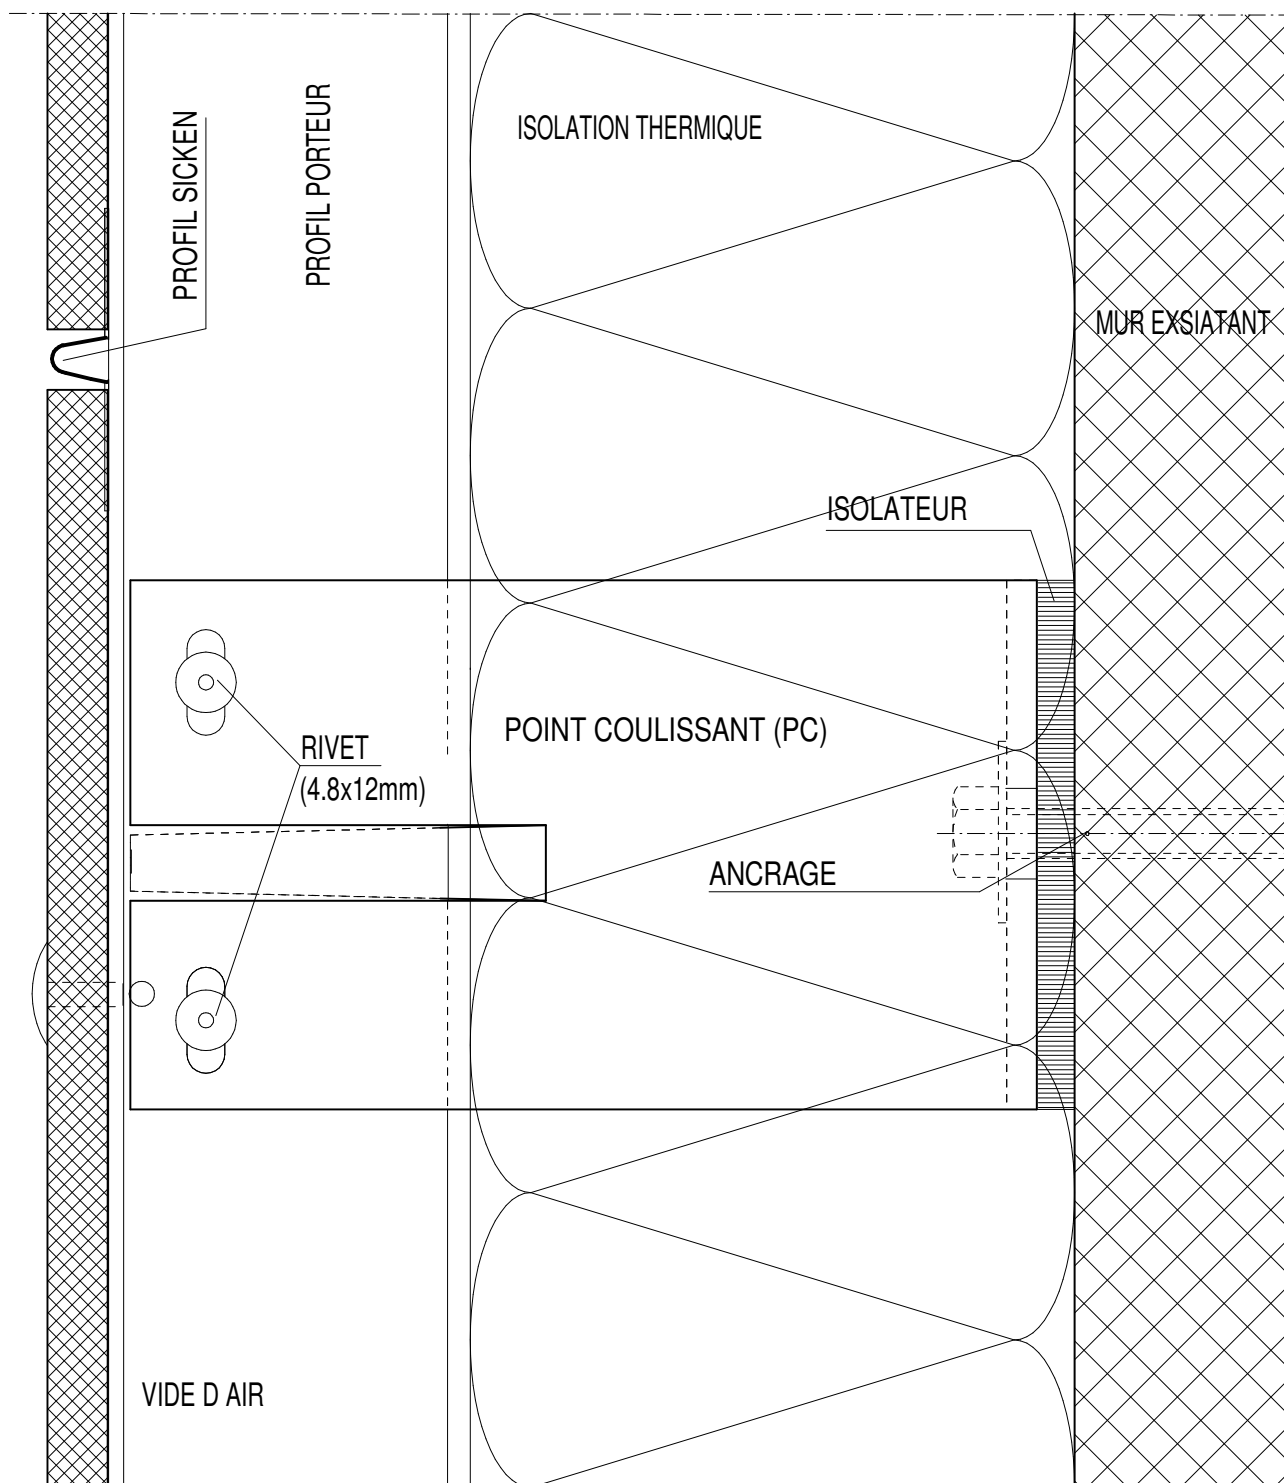 PROFIL SICKEN
PROFIL PORTEUR
ISOLATION THERMIQUE
MUR EXSIATANT
ISOLATEUR
POINT COULISSANT (PC)
RIVET
(4.8x12mm)
ANCRAGE
VIDE D AIR